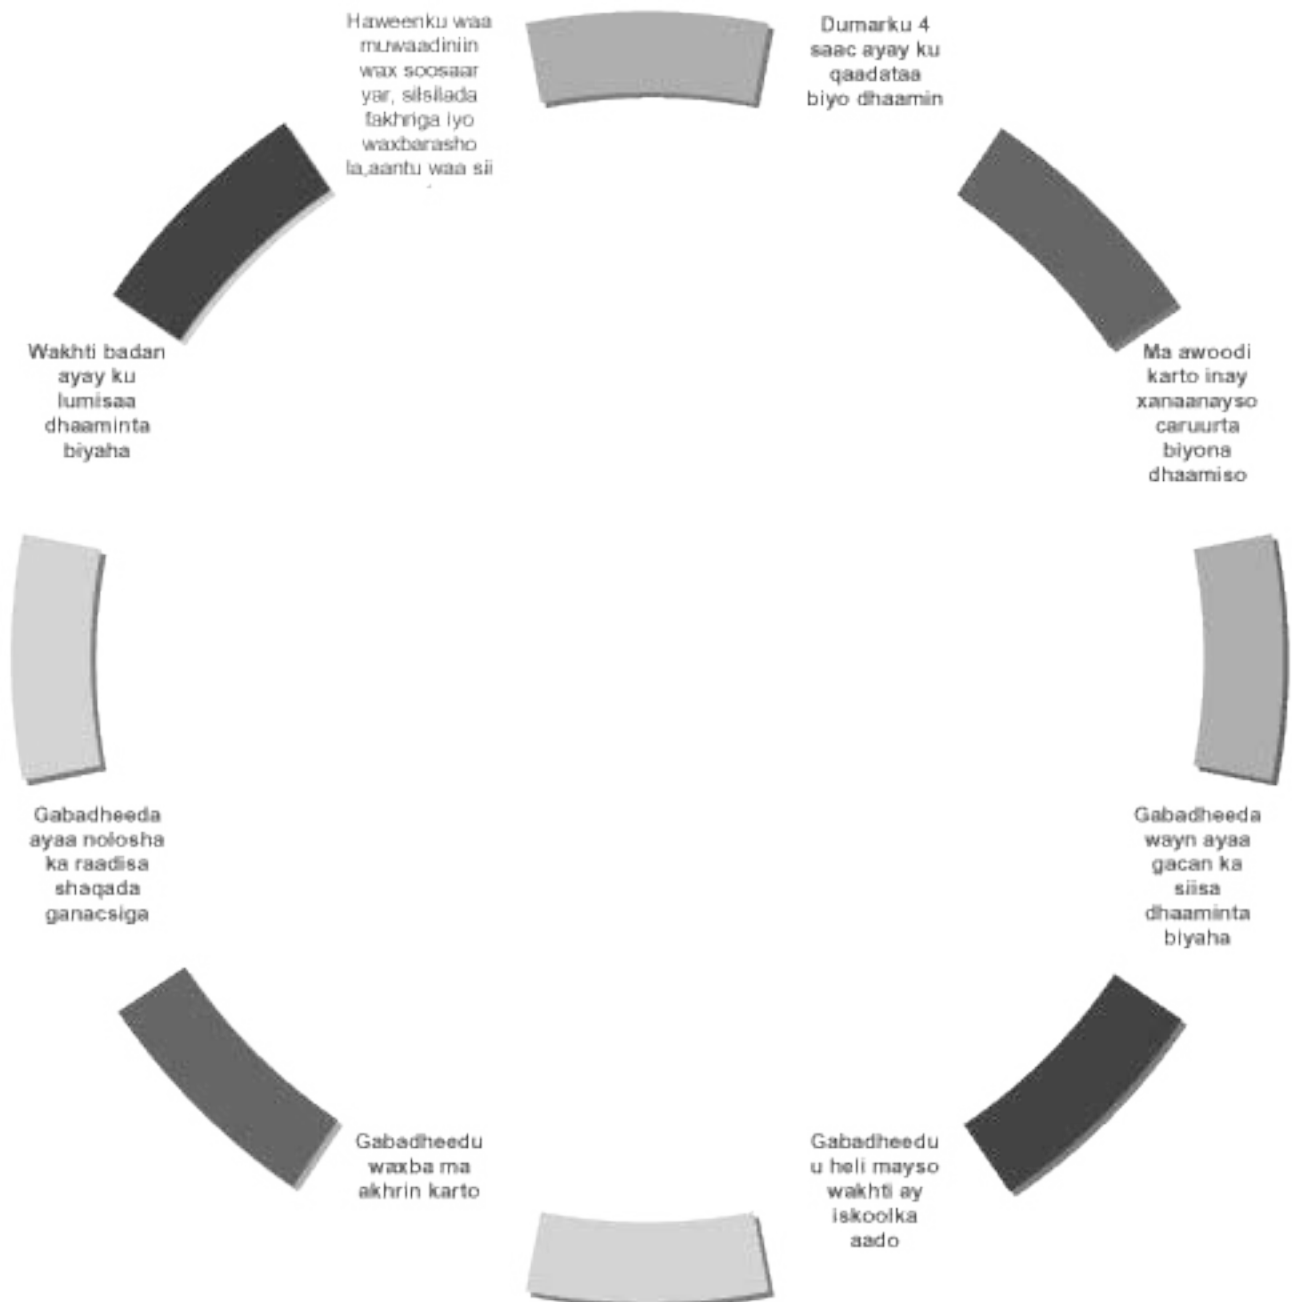 Haweenku waa
muwaadiniin
wax soosaar
yar, silsilada
fakhriga iyo
waxbarasho
la,aantu waa sii
Dumarku 4
saac ayay ku
qaadataa
biyo dhaamin
Ma awoodi
karto inay
xanaanayso
caruurta
biyona
dhaamiso
Gabadheeda
wayn ayaa
gacan ka
siisa
dhaaminta
biyaha
Gabadheedu
u heli mayso
wakhti ay
iskoolka
aado
Gabadheedu
waxba ma
akhrin karto
Gabadheeda
ayaa nolosha
ka raadisa
shaqada
ganacsiga
Wakhti badan
ayay ku
lumisaa
dhaaminta
biyaha